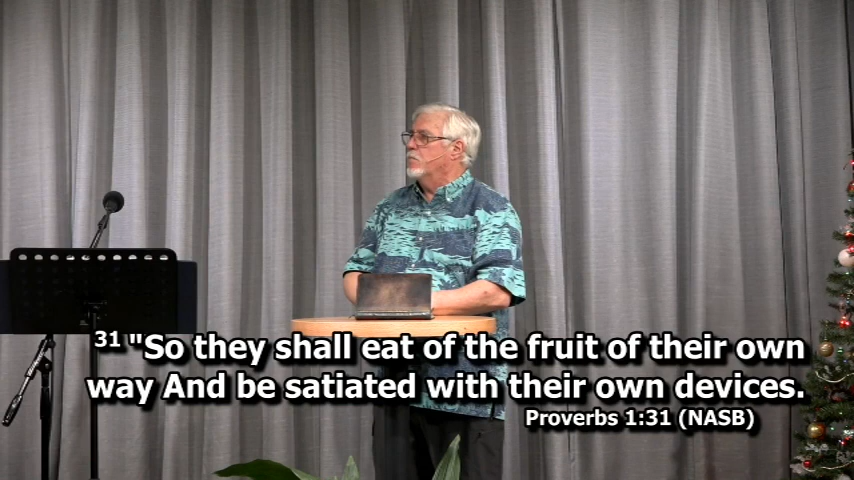 31 "So they shall eat of the fruit of their own
way And be satiated with their own devices.
Proverbs 1:31 (NASB)